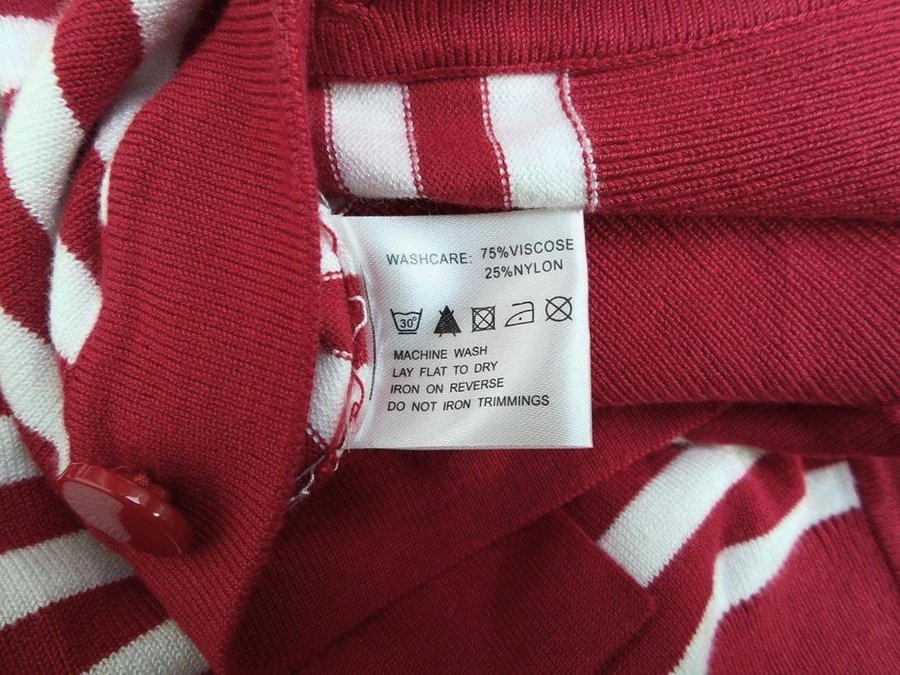 WASHCARE: 75%VISCOSE
25%NYLON
30°
MACHINE WASH
LAY FLAT TO DRY
IRON ON REVERSE
DO NOT IRON TRIMMINGS